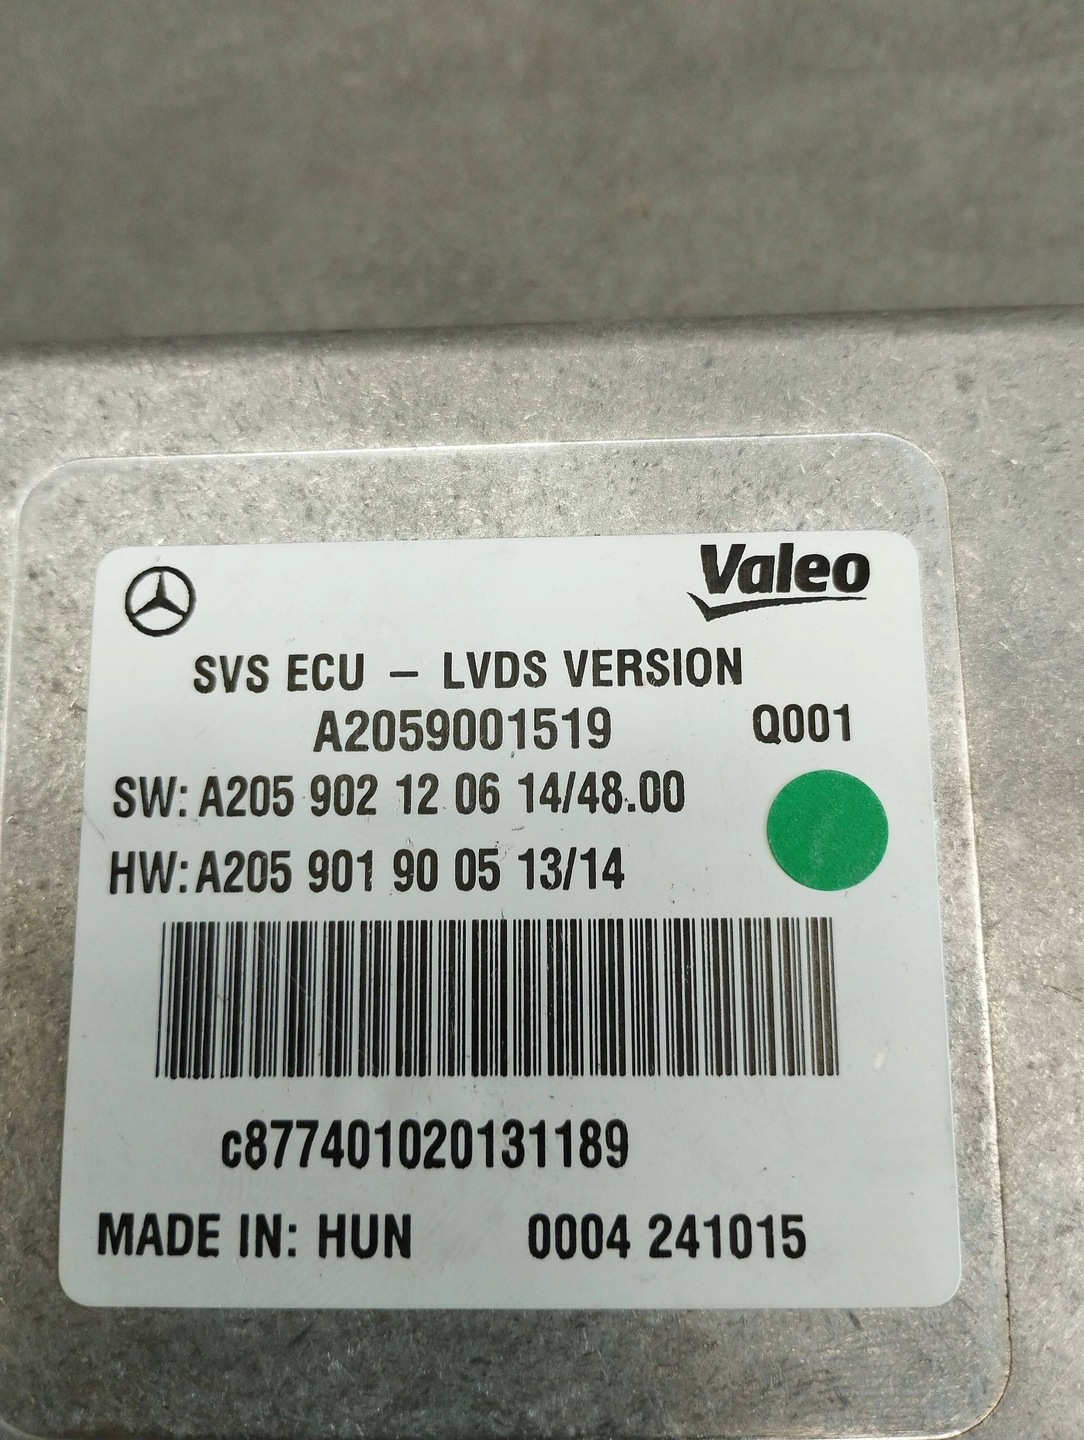 Valeo
SVS ECU - LVDS VERSION
A2059001519 Q001
SW: A205 902 12 06 14/48.00
HW: A205 901 90 05 13/14
c877401020131189
MADE IN: HUN 0004 241015